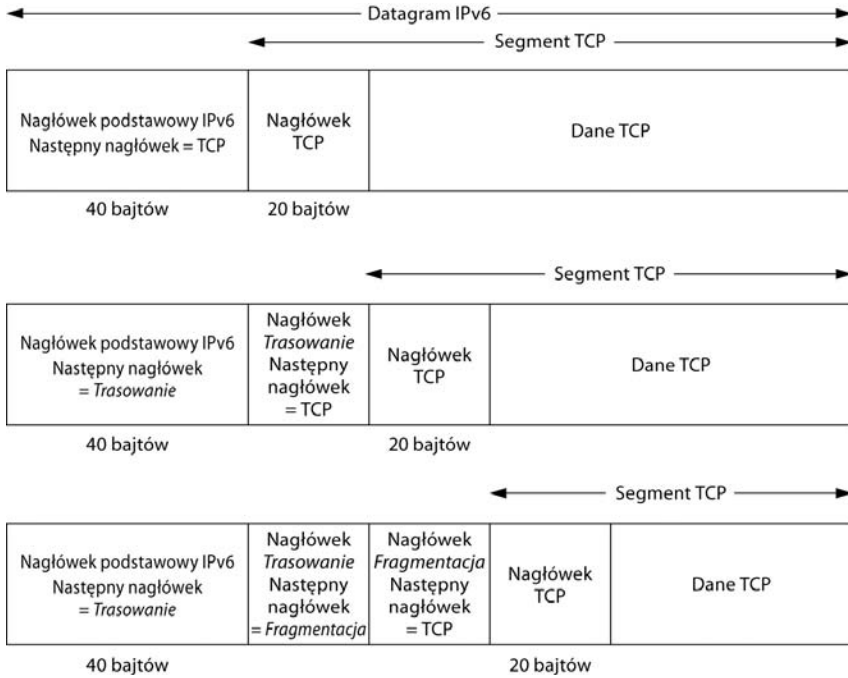 Datagram IPv6
Segment TCP
Nagłówek podstawowy IPv6
Następny nagłówek = TCP
Nagłówek
TCP
Dane TCP
40 bajtów
20 bajtów
Segment TCP
Nagłówek podstawowy IPv6
Następny nagłówek
= Trasowanie
Nagłówek
Trasowanie
Następny
nagłówek
= TCP
Nagłówek
TCP
Dane TCP
40 bajtów
20 bajtów
Segment TCP
Nagłówek podstawowy IPv6
Następny nagłówek
= Trasowanie
Nagłówek
Trasowanie
Następny
nagłówek
= Fragmentacja
Nagłówek
Fragmentacja
Następny
nagłówek
= TCP
Nagłówek
TCP
Dane TCP
40 bajtów
20 bajtów